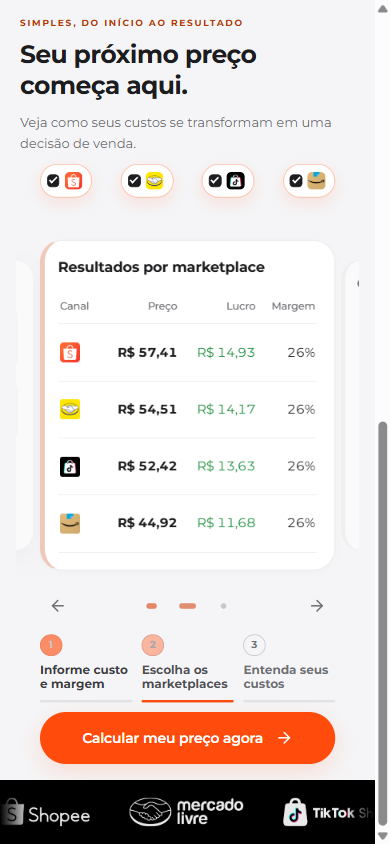 SIMPLES, DO INÍCIO AO RESULTADO
Seu próximo preço
começa aqui.
Veja como seus custos se transformam em uma
decisão de venda.
Resultados por marketplace
Canal Preço Lucro Margem
R$ 57,41 R$ 14,93 26%
R$ 54,51 R$ 14,17 26%
R$ 52,42 R$ 13,63 26%
R$ 44,92 R$ 11,68 26%
1 2 3
Informe custo Escolha os Entenda seus
e margem marketplaces custos
Calcular meu preço agora
Shopee mercado livre TikTok Sh